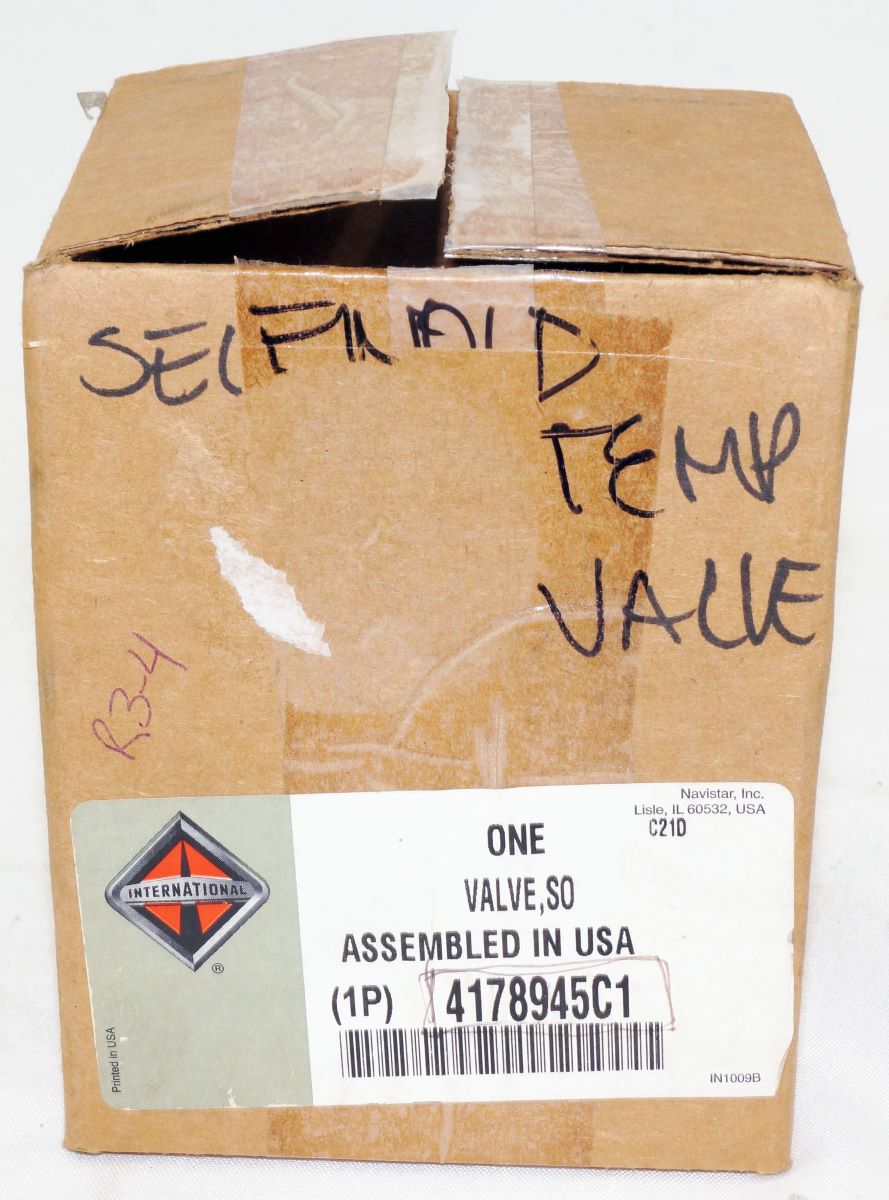 SELENOID
TEMP
VALUE
R3-4
Navistar, Inc.
Lisle, IL 60532, USA
C21D
ONE
VALVE,SO
ASSEMBLED IN USA
(1P) 4178945C1
INTERNATIONAL
®
Printed in USA
IN1009B